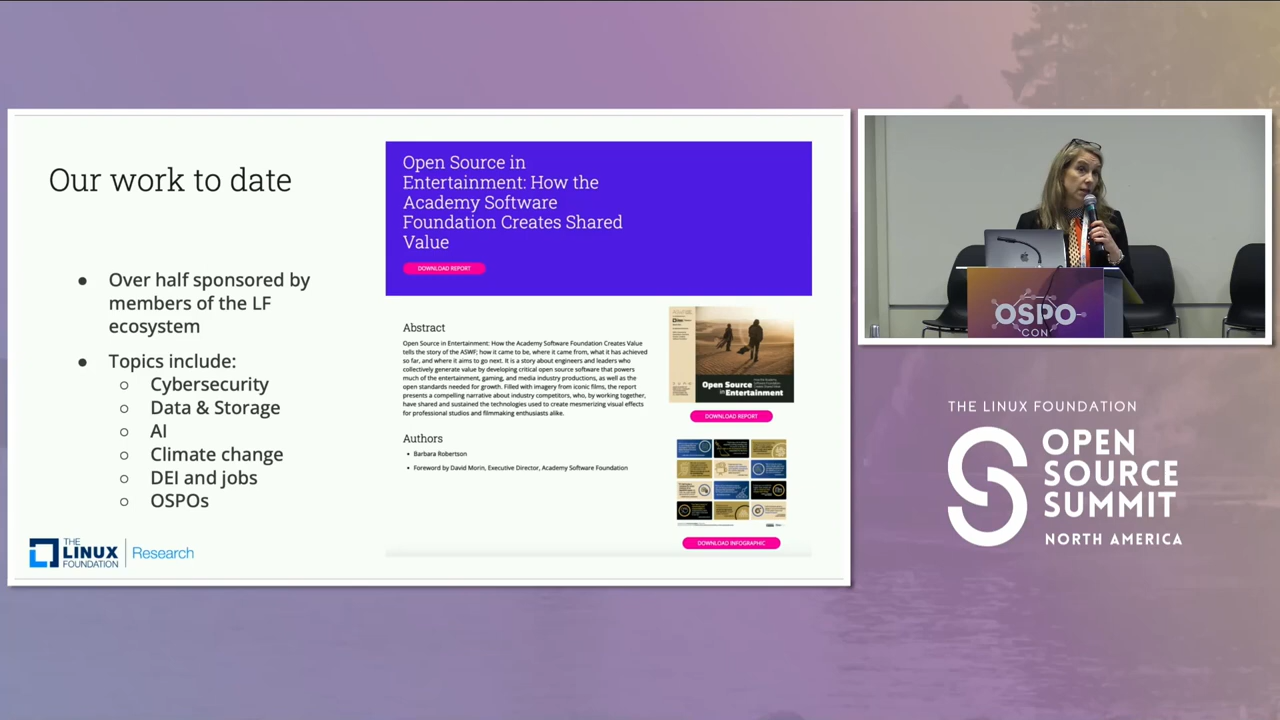 Our work to date
● Over half sponsored by
members of the LF
ecosystem
● Topics include:
○ Cybersecurity
○ Data & Storage
○ AI
○ Climate change
○ DEI and jobs
○ OSPOs
THE
LINUX
FOUNDATION
Research
Open Source in
Entertainment: How the
Academy Software
Foundation Creates Shared
Value
DOWNLOAD REPORT
Abstract
Open Source in Entertainment: How the Academy Software Foundation Creates Value
tells the story of the ASWF; how it came to be, where it came from, what it has achieved
so far, and where it aims to go next. It is a story about engineers and leaders who
collectively generate value by developing critical open source software that powers
much of the entertainment, gaming, and media industry productions, as well as the
open standards needed for growth. Filled with imagery from iconic films, the report
presents a compelling narrative about industry competitors, who, by working together,
have shared and sustained the technologies used to create mesmerizing visual effects
for professional studios and filmmaking enthusiasts alike.
Authors
• Barbara Robertson
• Foreword by David Morin, Executive Director, Academy Software Foundation
Open Source
in Entertainment
DOWNLOAD REPORT
DOWNLOAD INFOGRAPHIC
OSPO
CON
THE LINUX FOUNDATION
OPEN
SOURCE
SUMMIT
NORTH AMERICA